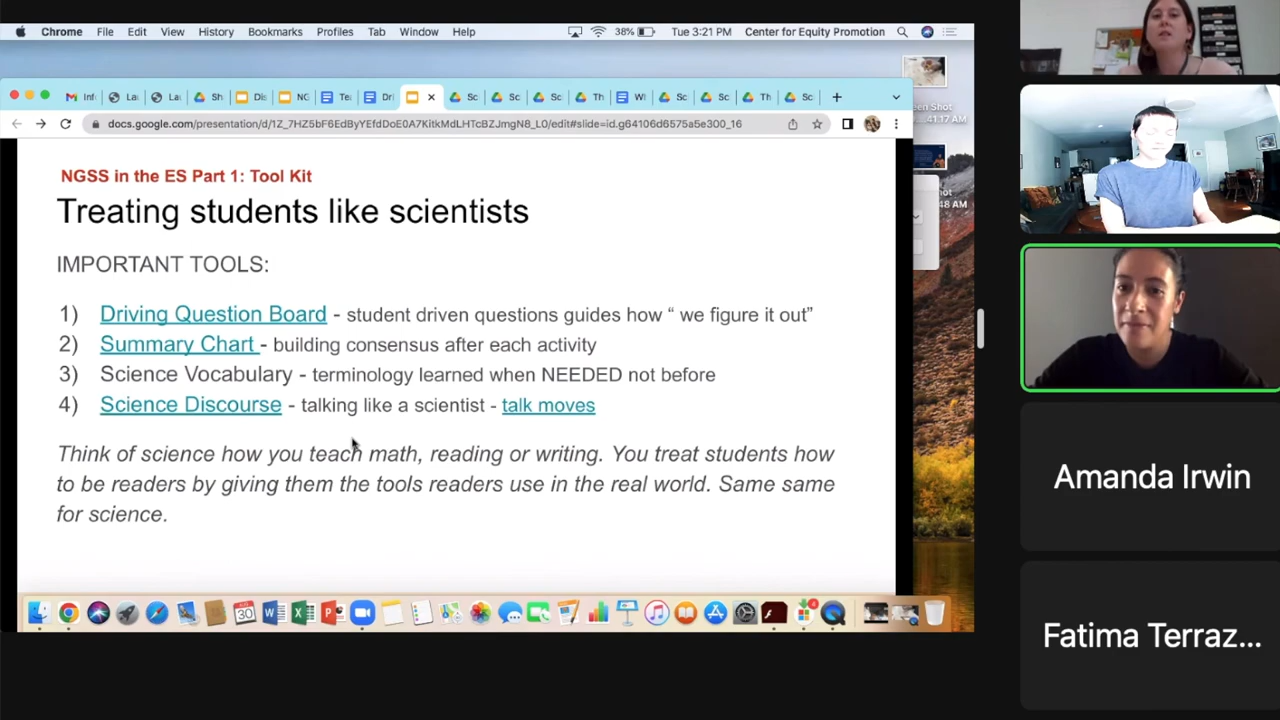 Chrome File Edit View History Bookmarks Profiles Tab Window Help 38% Tue 3:21 PM Center for Equity Promotion
41.17 AM
docs.google.com/presentation/d/1Z_7HZ5bF6EdByYEfdDoE0A7KitkMdLHTcBZJmgN8_L0/edit#slide=id.g64106d6575a5e300_16
48 AM
NGSS in the ES Part 1: Tool Kit
Treating students like scientists
IMPORTANT TOOLS:
1) Driving Question Board - student driven questions guides how “ we figure it out”
2) Summary Chart - building consensus after each activity
3) Science Vocabulary - terminology learned when NEEDED not before
4) Science Discourse - talking like a scientist - talk moves
Think of science how you teach math, reading or writing. You treat students how
to be readers by giving them the tools readers use in the real world. Same same
for science.
Amanda Irwin
Fatima Terraz...